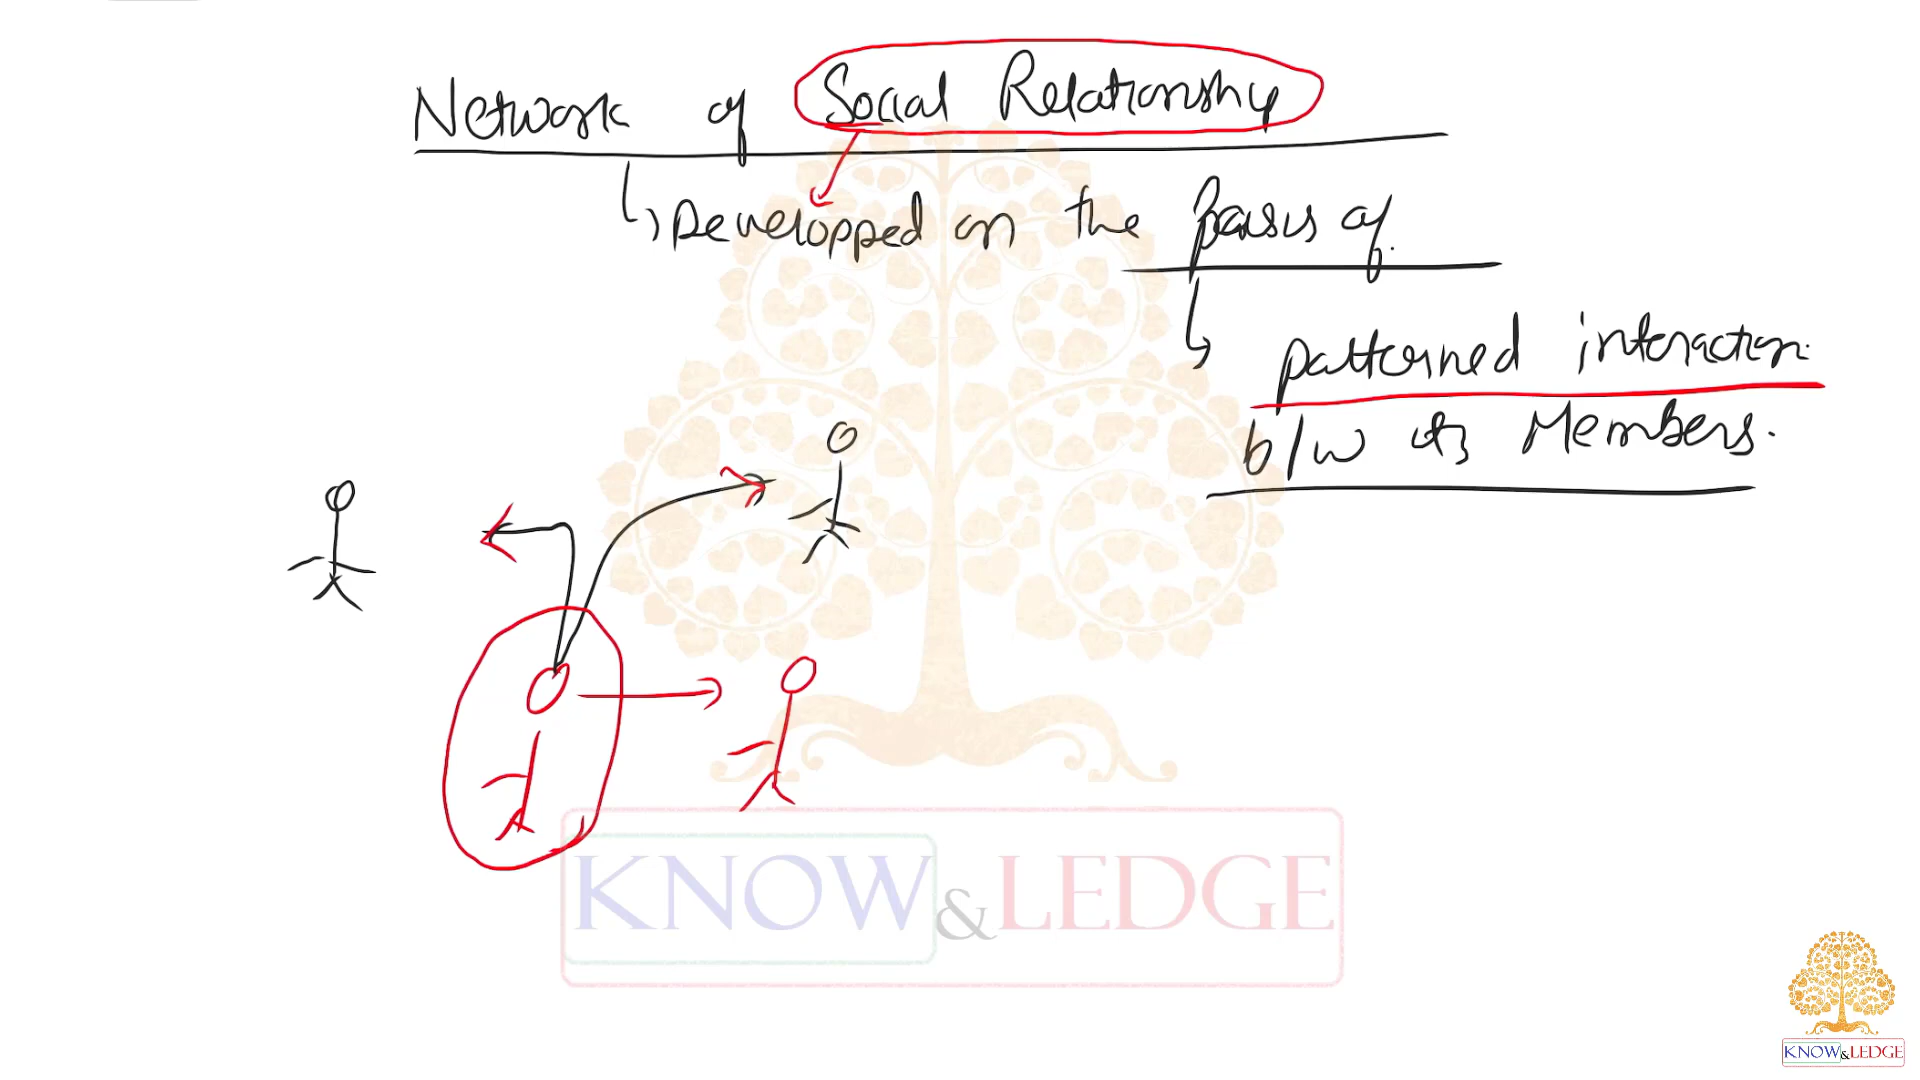 Network of Social Relationship
Developped on the basis of
patterned interaction
b/w its Members.
KNOW&LEDGE
KNOW&LEDGE